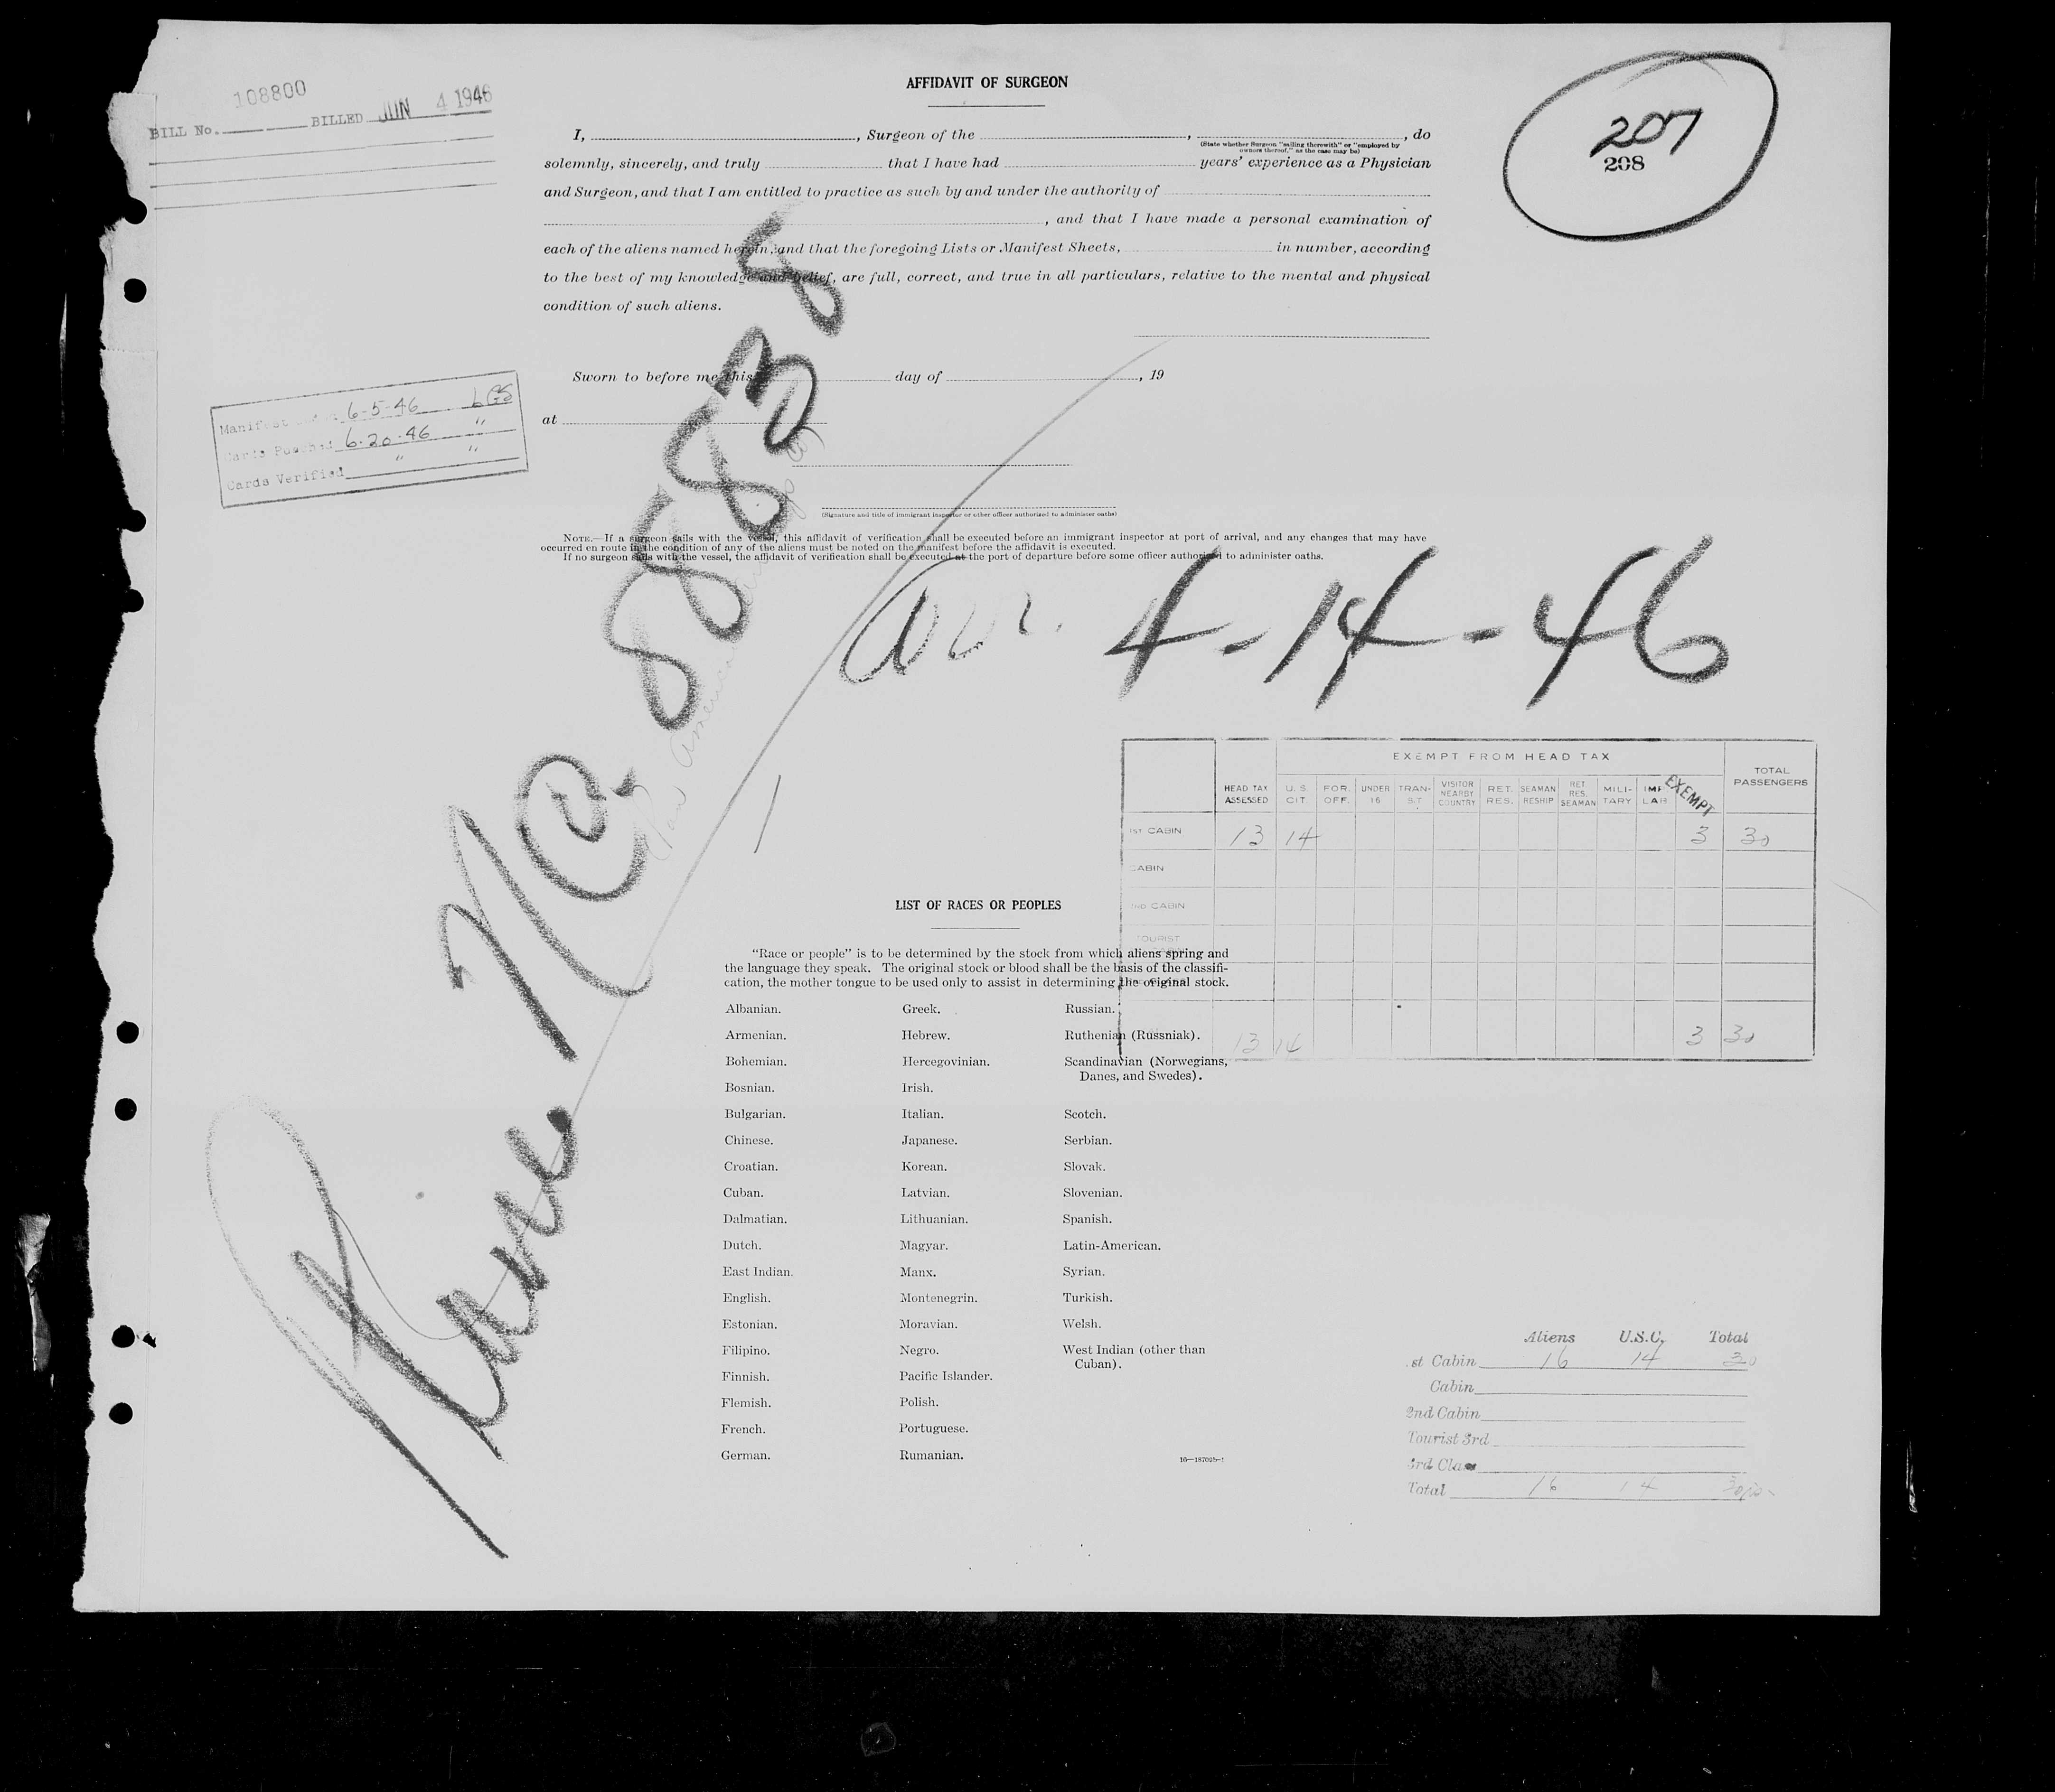 AFFIDAVIT OF SURGEON
108800
BILL No. BILLED JUN 4 1946
207
208
I, , Surgeon of the , , do
(State whether Surgeon "sailing therewith" or "employed by
owners thereof," as the case may be)
solemnly, sincerely, and truly that I have had years' experience as a Physician
and Surgeon, and that I am entitled to practice as such by and under the authority of
, and that I have made a personal examination of
each of the aliens named herein, and that the foregoing Lists or Manifest Sheets, in number, according
to the best of my knowledge and belief, are full, correct, and true in all particulars, relative to the mental and physical
condition of such aliens.
Sworn to before me this day of , 19
at
Manifest 6-5-46
Cards Punched 6-20-46 "
Cards Verified " "
(Signature and title of immigrant inspector or other officer authorized to administer oaths)
NOTE.—If a surgeon sails with the vessel, this affidavit of verification shall be executed before an immigrant inspector at port of arrival, and any changes that may have
occurred en route in the condition of any of the aliens must be noted on the manifest before the affidavit is executed.
If no surgeon sails with the vessel, the affidavit of verification shall be executed at the port of departure before some officer authorized to administer oaths.
Plane NC. 88838
Pan American
Arr. 4-14-46
EXEMPT FROM HEAD TAX
HEAD TAX ASSESSED
U. S. CIT.
FOR. OFF.
UNDER 16
TRAN-
S.T
VISITOR NEARBY COUNTRY
RET. RES.
SEAMAN RESHIP
RET. RES. SEAMAN
MILI-
TARY
EXEMPT
TOTAL PASSENGERS
1ST CABIN 13 14 3 30
CABIN
2ND CABIN
TOURIST
13 14 3 30
LIST OF RACES OR PEOPLES
"Race or people" is to be determined by the stock from which aliens spring and
the language they speak. The original stock or blood shall be the basis of the classifi-
cation, the mother tongue to be used only to assist in determining the original stock.
Albanian. Greek. Russian.
Armenian. Hebrew. Ruthenian (Russniak).
Bohemian. Hercegovinian. Scandinavian (Norwegians,
Danes, and Swedes).
Bosnian. Irish.
Bulgarian. Italian. Scotch.
Chinese. Japanese. Serbian.
Croatian. Korean. Slovak.
Cuban. Latvian. Slovenian.
Dalmatian. Lithuanian. Spanish.
Dutch. Magyar. Latin-American.
East Indian. Manx. Syrian.
English. Montenegrin. Turkish.
Estonian. Moravian. Welsh.
Filipino. Negro. West Indian (other than
Cuban).
Finnish. Pacific Islander.
Flemish. Polish.
French. Portuguese.
German. Rumanian.
Aliens U.S.C. Total
st Cabin 16 14 30
Cabin
2nd Cabin
Tourist 3rd
3rd Class
Total 16 14